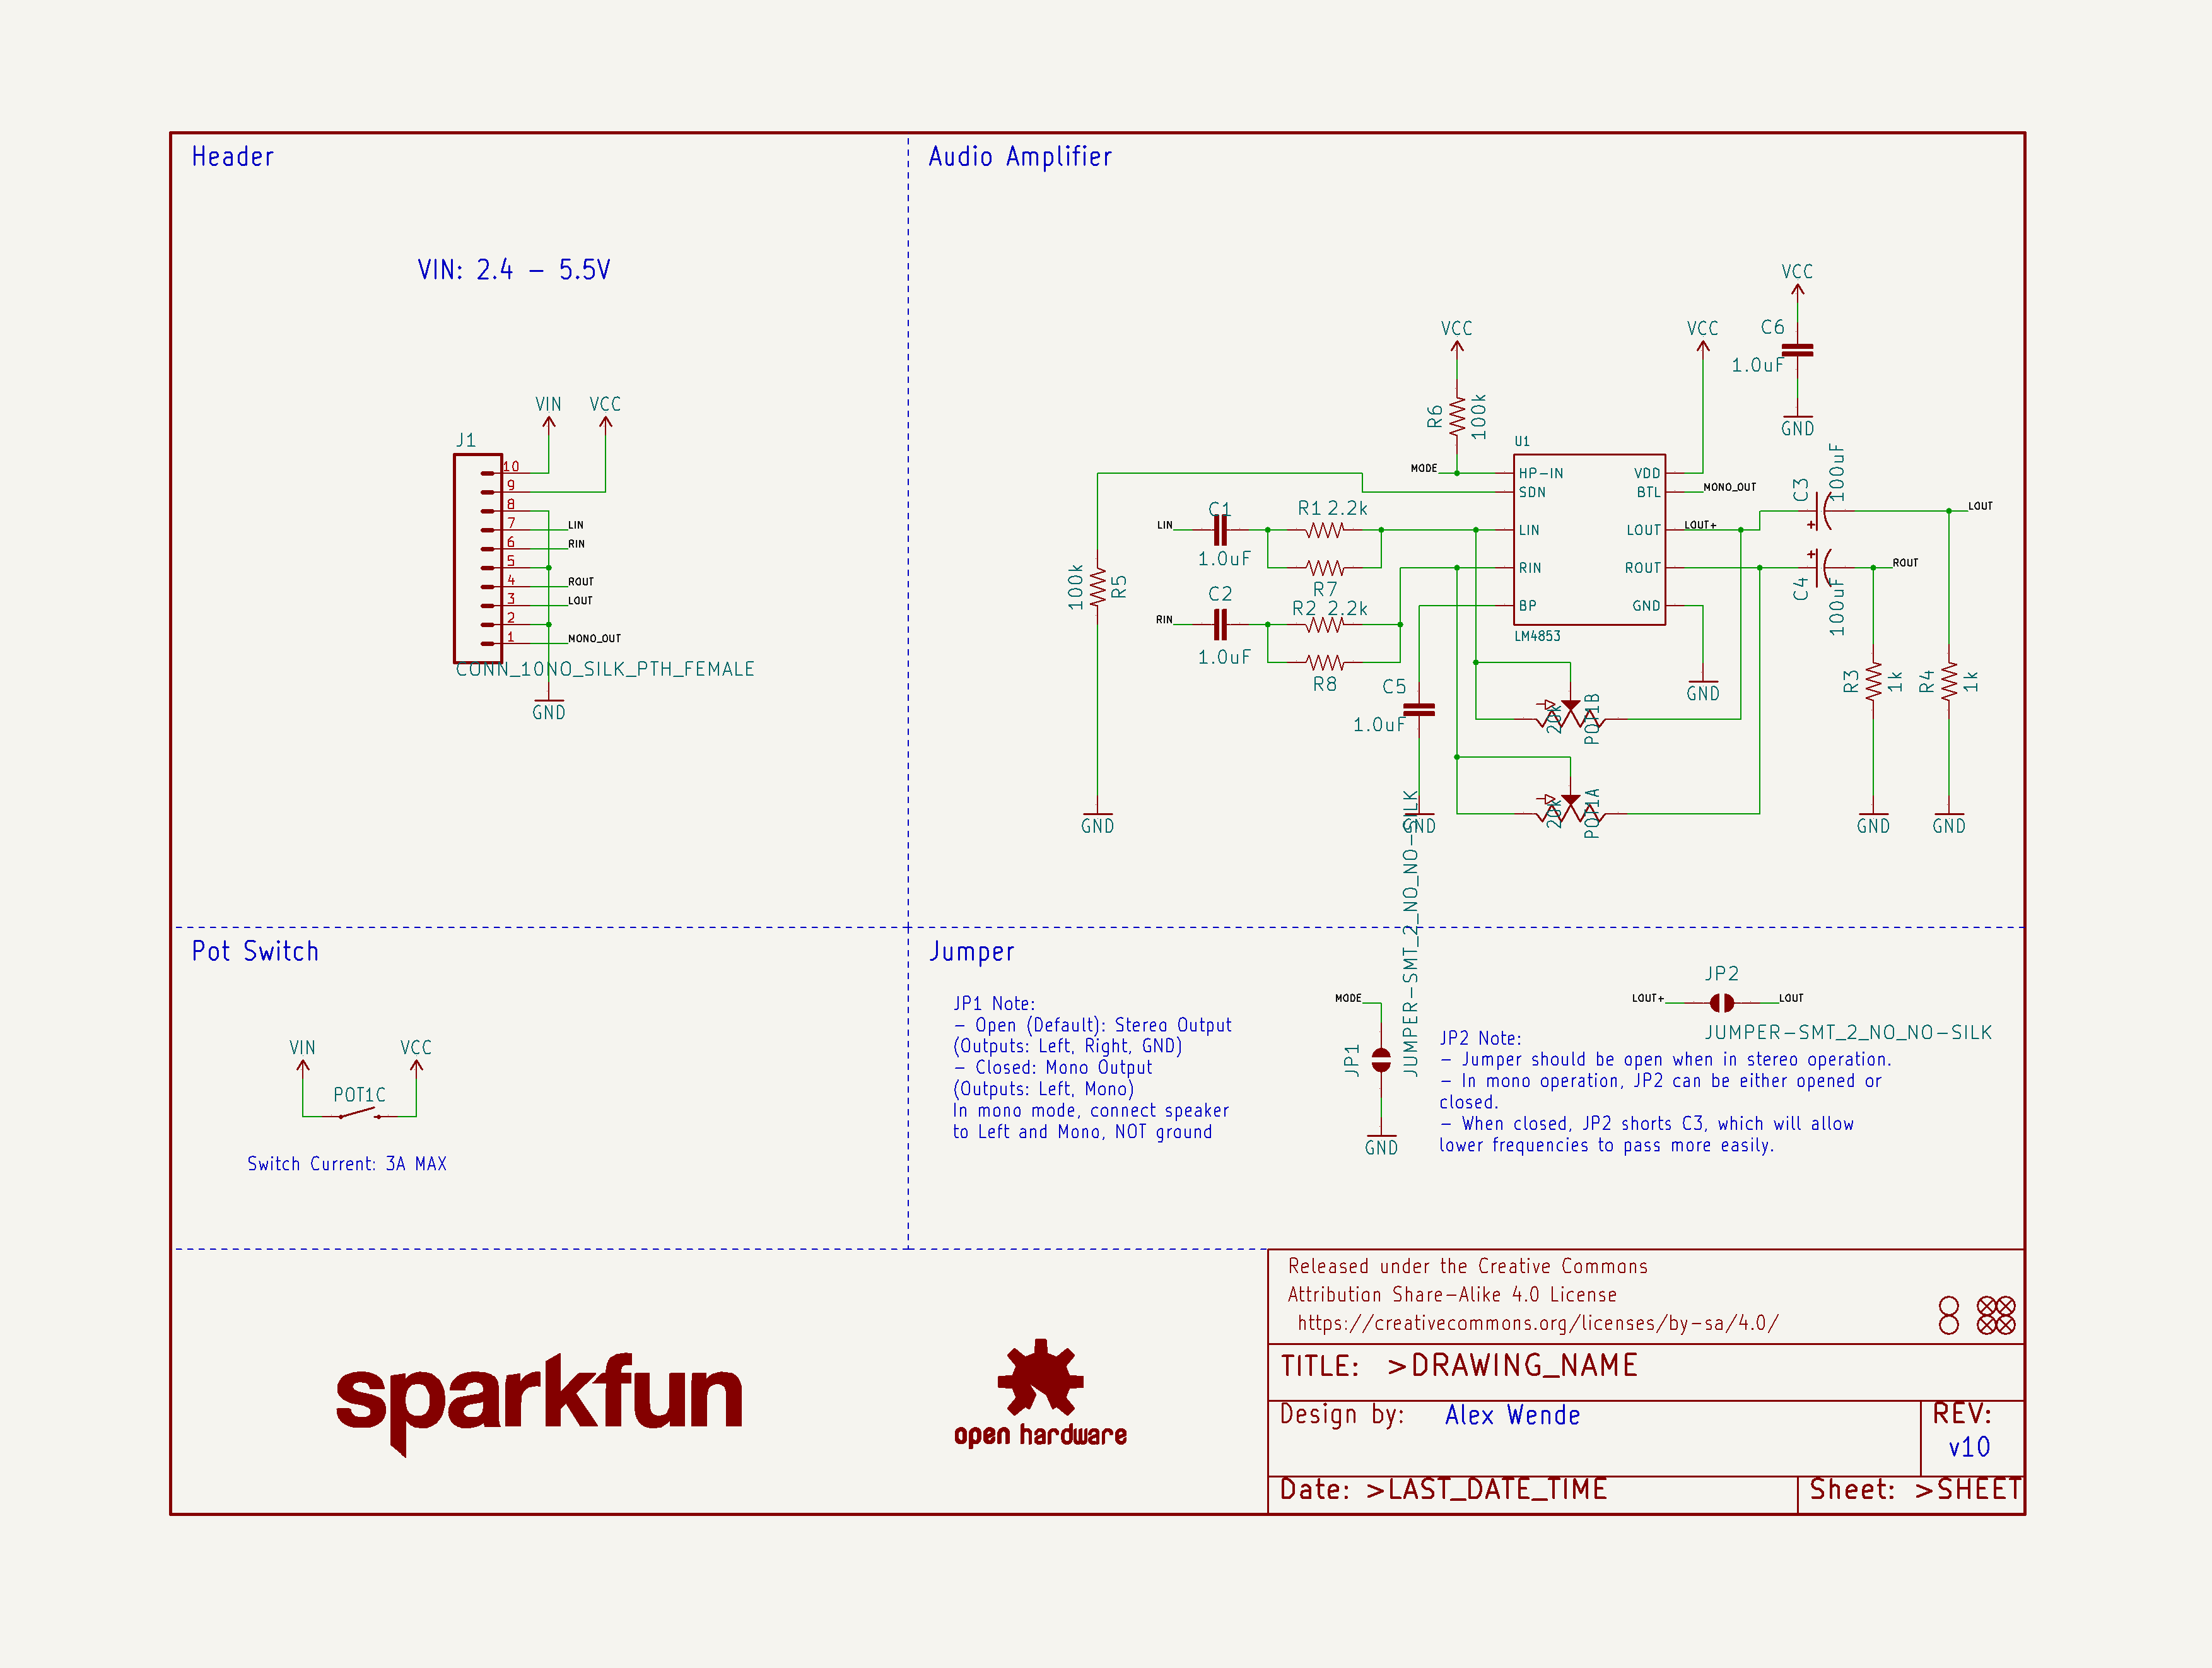 Header
VIN: 2.4 – 5.5V
VIN
VCC
J1
10
9
8
7
LIN
6
RIN
5
4
ROUT
3
LOUT
2
1
MONO_OUT
CONN_10NO_SILK_PTH_FEMALE
GND
Audio Amplifier
VCC
C6
1.0uF
GND
VCC
VCC
R6
100k
MODE
U1
HP-IN
SDN
LIN
RIN
BP
VDD
BTL
LOUT
ROUT
GND
LM4853
MONO_OUT
LOUT+
C3
100uF
LOUT
C4
100uF
ROUT
LIN
C1
1.0uF
R1 2.2k
R7
RIN
C2
1.0uF
R2 2.2k
R8
100k
R5
GND
C5
1.0uF
GND
GND
20k
POT1B
20k
POT1A
R3
1k
R4
1k
GND
GND
Pot Switch
VIN
VCC
POT1C
Switch Current: 3A MAX
Jumper
JP1 Note:
– Open (Default): Stereo Output
(Outputs: Left, Right, GND)
– Closed: Mono Output
(Outputs: Left, Mono)
In mono mode, connect speaker
to Left and Mono, NOT ground
MODE
JP1
JUMPER-SMT_2_NO_NO-SILK
GND
JP2
LOUT+
LOUT
JUMPER-SMT_2_NO_NO-SILK
JP2 Note:
– Jumper should be open when in stereo operation.
– In mono operation, JP2 can be either opened or
closed.
– When closed, JP2 shorts C3, which will allow
lower frequencies to pass more easily.
sparkfun
open hardware
Released under the Creative Commons
Attribution Share-Alike 4.0 License
https://creativecommons.org/licenses/by-sa/4.0/
TITLE: >DRAWING_NAME
Design by: Alex Wende
REV:
v10
Date: >LAST_DATE_TIME
Sheet: >SHEET